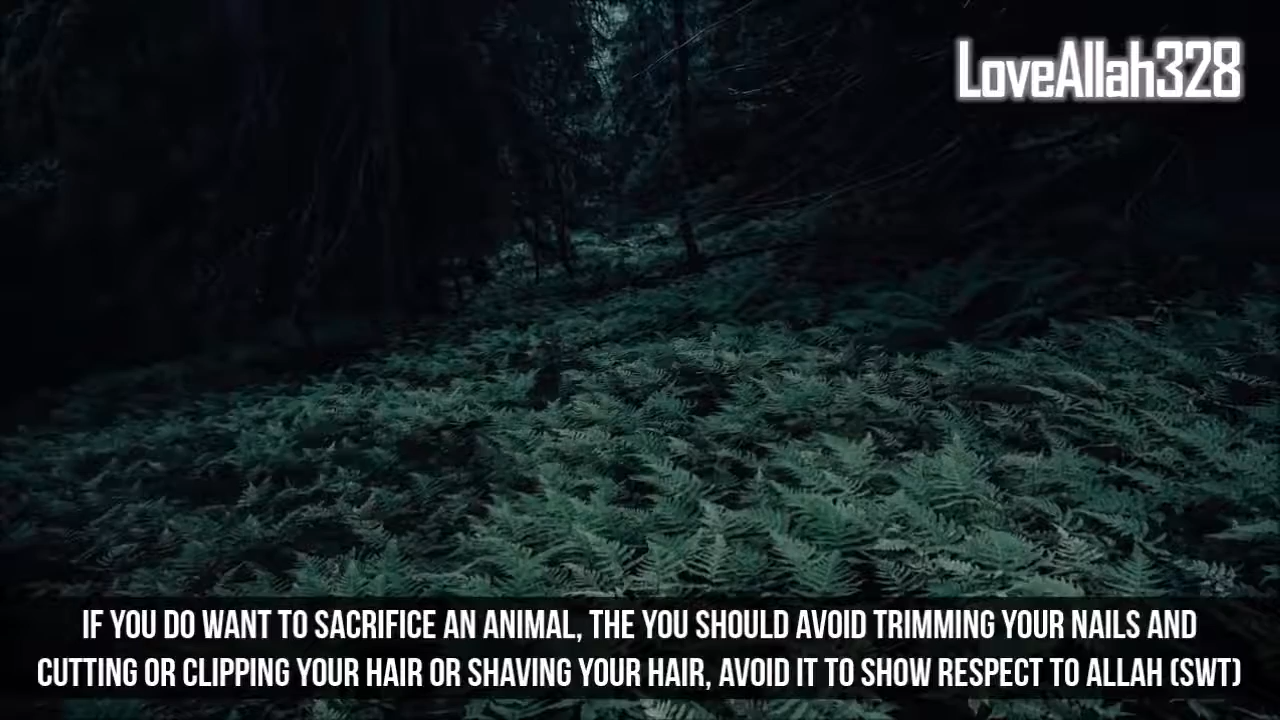 LoveAllah328
IF YOU DO WANT TO SACRIFICE AN ANIMAL, THE YOU SHOULD AVOID TRIMMING YOUR NAILS AND
CUTTING OR CLIPPING YOUR HAIR OR SHAVING YOUR HAIR, AVOID IT TO SHOW RESPECT TO ALLAH (SWT)